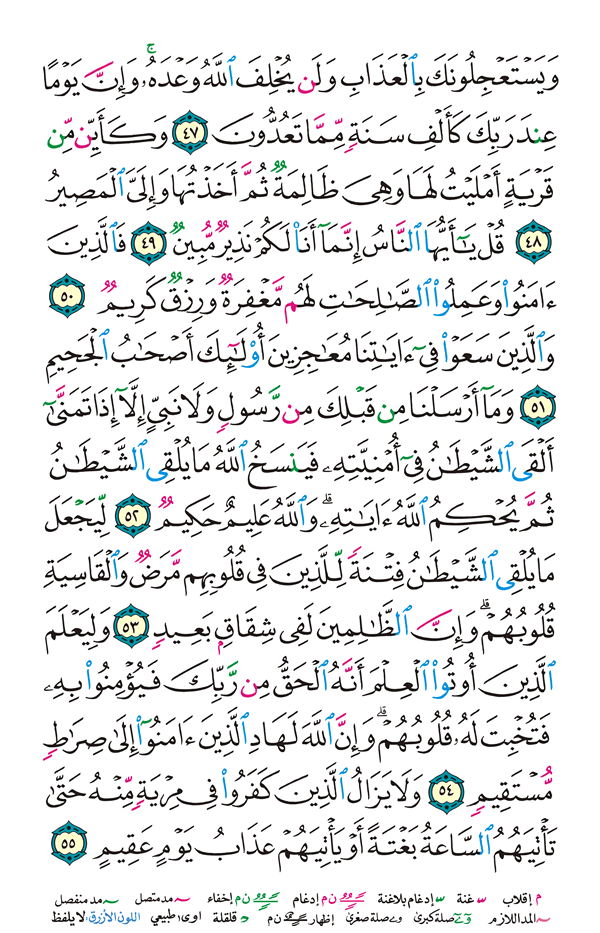 وَيَسْتَعْجِلُونَكَ بِٱلْعَذَابِ وَلَن يُخْلِفَ ٱللَّهُ وَعْدَهُۥ ۚ وَإِنَّ يَوْمًا
عِندَ رَبِّكَ كَأَلْفِ سَنَةٍ مِّمَّا تَعُدُّونَ ٤٧ وَكَأَيِّن مِّن
قَرْيَةٍ أَمْلَيْتُ لَهَا وَهِىَ ظَالِمَةٌ ثُمَّ أَخَذْتُهَا وَإِلَىَّ ٱلْمَصِيرُ
٤٨ قُلْ يَـٰٓأَيُّهَا ٱلنَّاسُ إِنَّمَآ أَنَا۠ لَكُمْ نَذِيرٌ مُّبِينٌ ٤٩ فَٱلَّذِينَ
ءَامَنُوا۟ وَعَمِلُوا۟ ٱلصَّـٰلِحَـٰتِ لَهُم مَّغْفِرَةٌ وَرِزْقٌ كَرِيمٌ ٥٠
وَٱلَّذِينَ سَعَوْا۟ فِىٓ ءَايَـٰتِنَا مُعَـٰجِزِينَ أُو۟لَـٰٓئِكَ أَصْحَـٰبُ ٱلْجَحِيمِ
٥١ وَمَآ أَرْسَلْنَا مِن قَبْلِكَ مِن رَّسُولٍ وَلَا نَبِىٍّ إِلَّآ إِذَا تَمَنَّىٰٓ
أَلْقَى ٱلشَّيْطَـٰنُ فِىٓ أُمْنِيَّتِهِۦ فَيَنسَخُ ٱللَّهُ مَا يُلْقِى ٱلشَّيْطَـٰنُ
ثُمَّ يُحْكِمُ ٱللَّهُ ءَايَـٰتِهِۦ ۗ وَٱللَّهُ عَلِيمٌ حَكِيمٌ ٥٢ لِّيَجْعَلَ
مَا يُلْقِى ٱلشَّيْطَـٰنُ فِتْنَةً لِّلَّذِينَ فِى قُلُوبِهِم مَّرَضٌ وَٱلْقَاسِيَةِ
قُلُوبُهُمْ ۗ وَإِنَّ ٱلظَّـٰلِمِينَ لَفِى شِقَاقٍۭ بَعِيدٍ ٥٣ وَلِيَعْلَمَ
ٱلَّذِينَ أُوتُوا۟ ٱلْعِلْمَ أَنَّهُ ٱلْحَقُّ مِن رَّبِّكَ فَيُؤْمِنُوا۟ بِهِۦ
فَتُخْبِتَ لَهُۥ قُلُوبُهُمْ ۗ وَإِنَّ ٱللَّهَ لَهَادِ ٱلَّذِينَ ءَامَنُوٓا۟ إِلَىٰ صِرَٰطٍ
مُّسْتَقِيمٍ ٥٤ وَلَا يَزَالُ ٱلَّذِينَ كَفَرُوا۟ فِى مِرْيَةٍ مِّنْهُ حَتَّىٰ
تَأْتِيَهُمُ ٱلسَّاعَةُ بَغْتَةً أَوْ يَأْتِيَهُمْ عَذَابُ يَوْمٍ عَقِيمٍ ٥٥
م إقلاب غنة إدغام بلاغنة ن م إدغام ن م إخفاء مد متصل مد منفصل
المد اللازم صلة كبرى صلة صغرى إظهار ن م قلقلة اوى: طبيعي اللون الأزرق: لا يلفظ